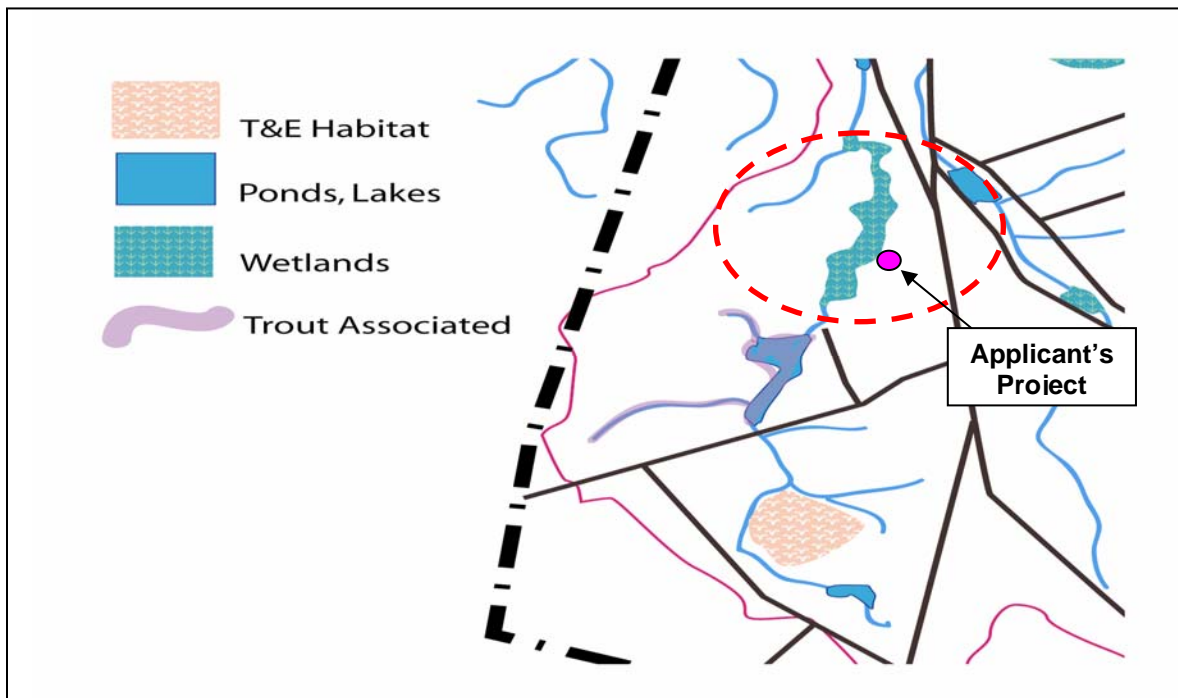 T&E Habitat
Ponds, Lakes
Wetlands
Trout Associated
Applicant's
Project